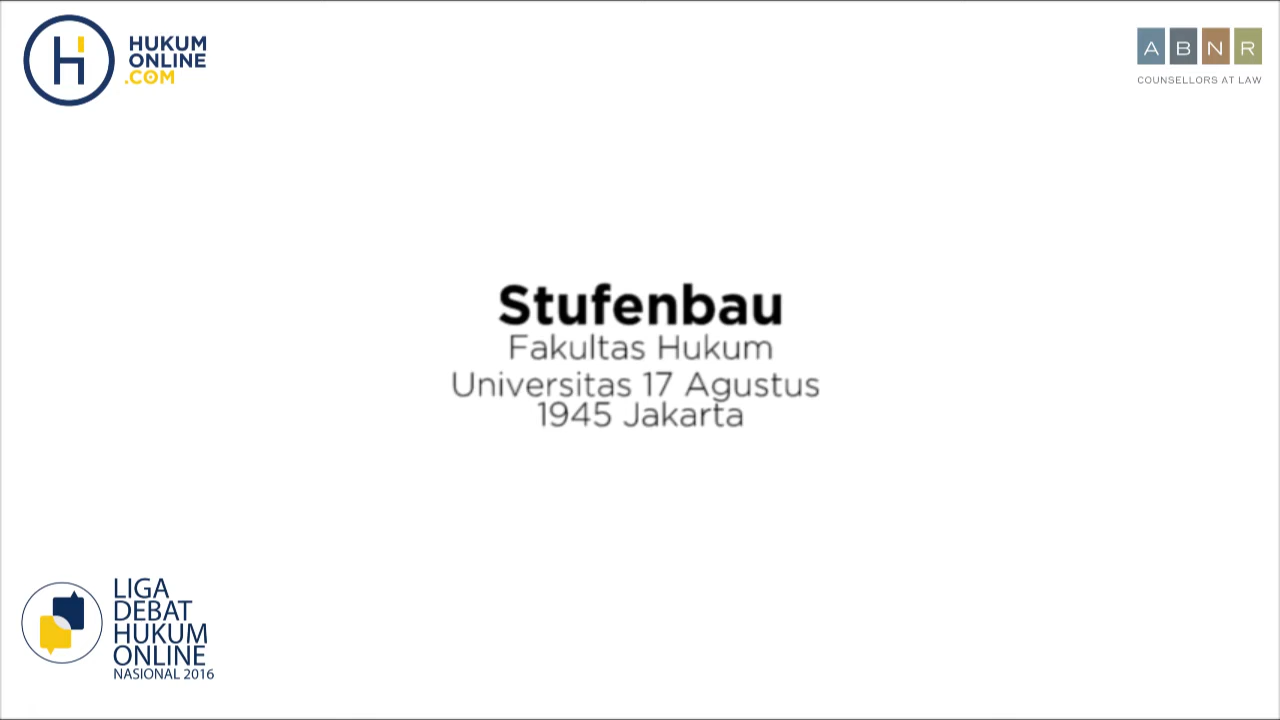 HUKUM
ONLINE
.COM
A B N R
COUNSELLORS AT LAW
Stufenbau
Fakultas Hukum
Universitas 17 Agustus
1945 Jakarta
LIGA
DEBAT
HUKUM
ONLINE
NASIONAL 2016